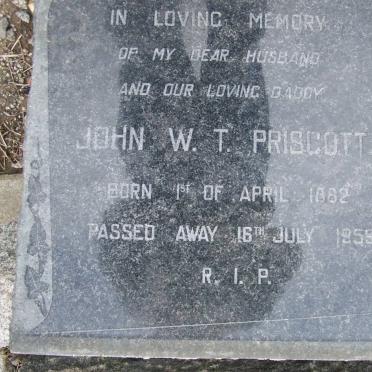 IN LOVING MEMORY
OF MY DEAR HUSBAND
AND OUR LOVING DADDY
JOHN W. T. PRISCOTT.
BORN 1st OF APRIL 1882
PASSED AWAY 16TH JULY 1959
R. I. P.